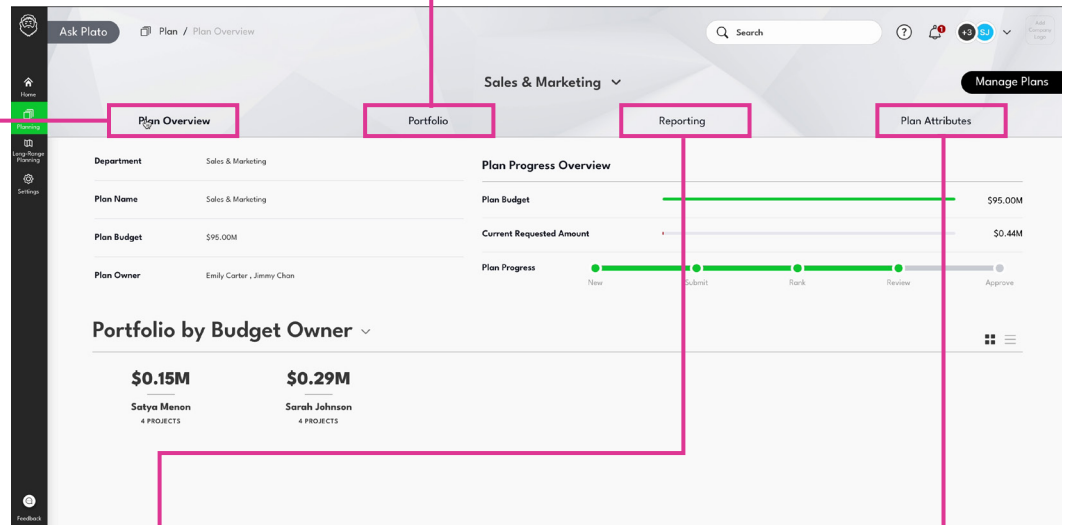 Ask Plato
Plan / Plan Overview
Search
?
1
+3 SJ
Add
Company
Logo
Home
Planning
Long-Range
Planning
Settings
Feedback
Sales & Marketing
Manage Plans
Plan Overview
Portfolio
Reporting
Plan Attributes
Department Sales & Marketing
Plan Name Sales & Marketing
Plan Budget $95.00M
Plan Owner Emily Carter , Jimmy Chan
Plan Progress Overview
Plan Budget $95.00M
Current Requested Amount $0.44M
Plan Progress
New Submit Rank Review Approve
Portfolio by Budget Owner
$0.15M
Satya Menon
4 PROJECTS
$0.29M
Sarah Johnson
4 PROJECTS